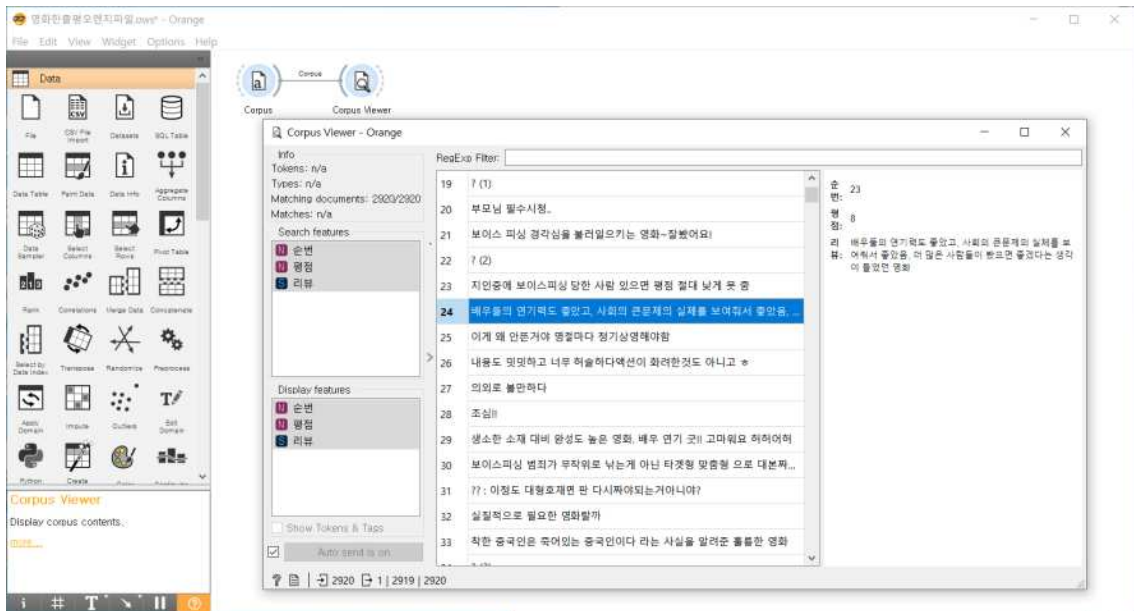 영화한줄평오렌지파일.ows* - Orange
File Edit View Widget Options Help
Data
File
CSV File Import
Datasets
SQL Table
Data Table
Paint Data
Data Info
Aggregate Columns
Data Sampler
Select Columns
Select Rows
Pivot Table
Rank
Correlations
Merge Data
Concatenate
Select by Data Index
Transpose
Randomize
Preprocess
Apply Domain
Impute
Outliers
Edit Domain
Python
Create
Corpus Viewer
Display corpus contents.
more...
Corpus
Corpus
Corpus Viewer
Corpus Viewer - Orange
Info
Tokens: n/a
Types: n/a
Matching documents: 2920/2920
Matches: n/a
Search features
N 순번
N 평점
S 리뷰
Display features
N 순번
N 평점
S 리뷰
Show Tokens & Tags
Auto send is on
RegExp Filter:
19 ? (1)
20 부모님 필수시청..
21 보이스 피싱 경각심을 불러일으키는 영화~잘봤어요!
22 ? (2)
23 지인중에 보이스피싱 당한 사람 있으면 평점 절대 낮게 못 줌
24 배우들의 연기력도 좋았고, 사회의 큰문제의 실체를 보여줘서 좋았음, ...
25 이게 왜 안뜬거야 명절마다 정기상영해야함
26 내용도 밋밋하고 너무 허술하다액션이 화려한것도 아니고 ㅎ
27 의외로 볼만하다
28 조심!!
29 생소한 소재 대비 완성도 높은 영화. 배우 연기 굿!! 고마워요 허허어허
30 보이스피싱 범죄가 무작위로 낚는게 아닌 타겟형 맞춤형 으로 대본짜...
31 ?? : 이정도 대형호재면 판 다시짜야되는거아니야?
32 실질적으로 필요한 영화랄까
33 착한 중국인은 죽어있는 중국인이다 라는 사실을 알려준 훌륭한 영화
순번: 23
평점: 8
리뷰: 배우들의 연기력도 좋았고, 사회의 큰문제의 실체를 보
여줘서 좋았음, 더 많은 사람들이 봤으면 좋겠다는 생각
이 들었던 영화
2920 1 | 2919 | 2920